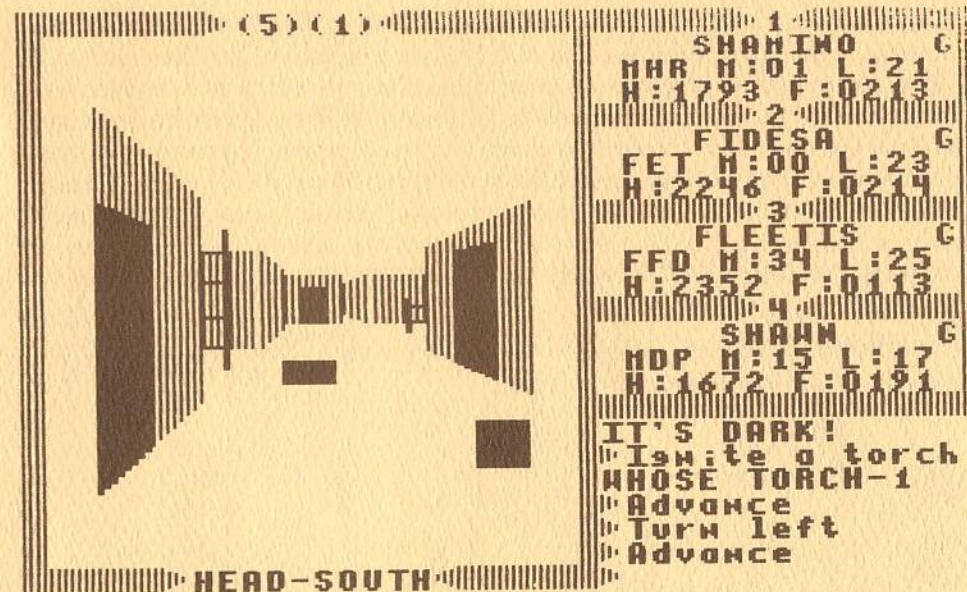 (5)(1)
HEAD-SOUTH
1
SHAMINO G
MHR M:01 L:21
H:1793 F:0213
2
FIDESA G
FET M:00 L:23
H:2246 F:0214
3
FLEETIS G
FFD M:34 L:25
H:2352 F:0113
4
SHAWN G
MDP M:15 L:17
H:1672 F:0191
IT'S DARK!
Ignite a torch
WHOSE TORCH-1
Advance
Turn left
Advance